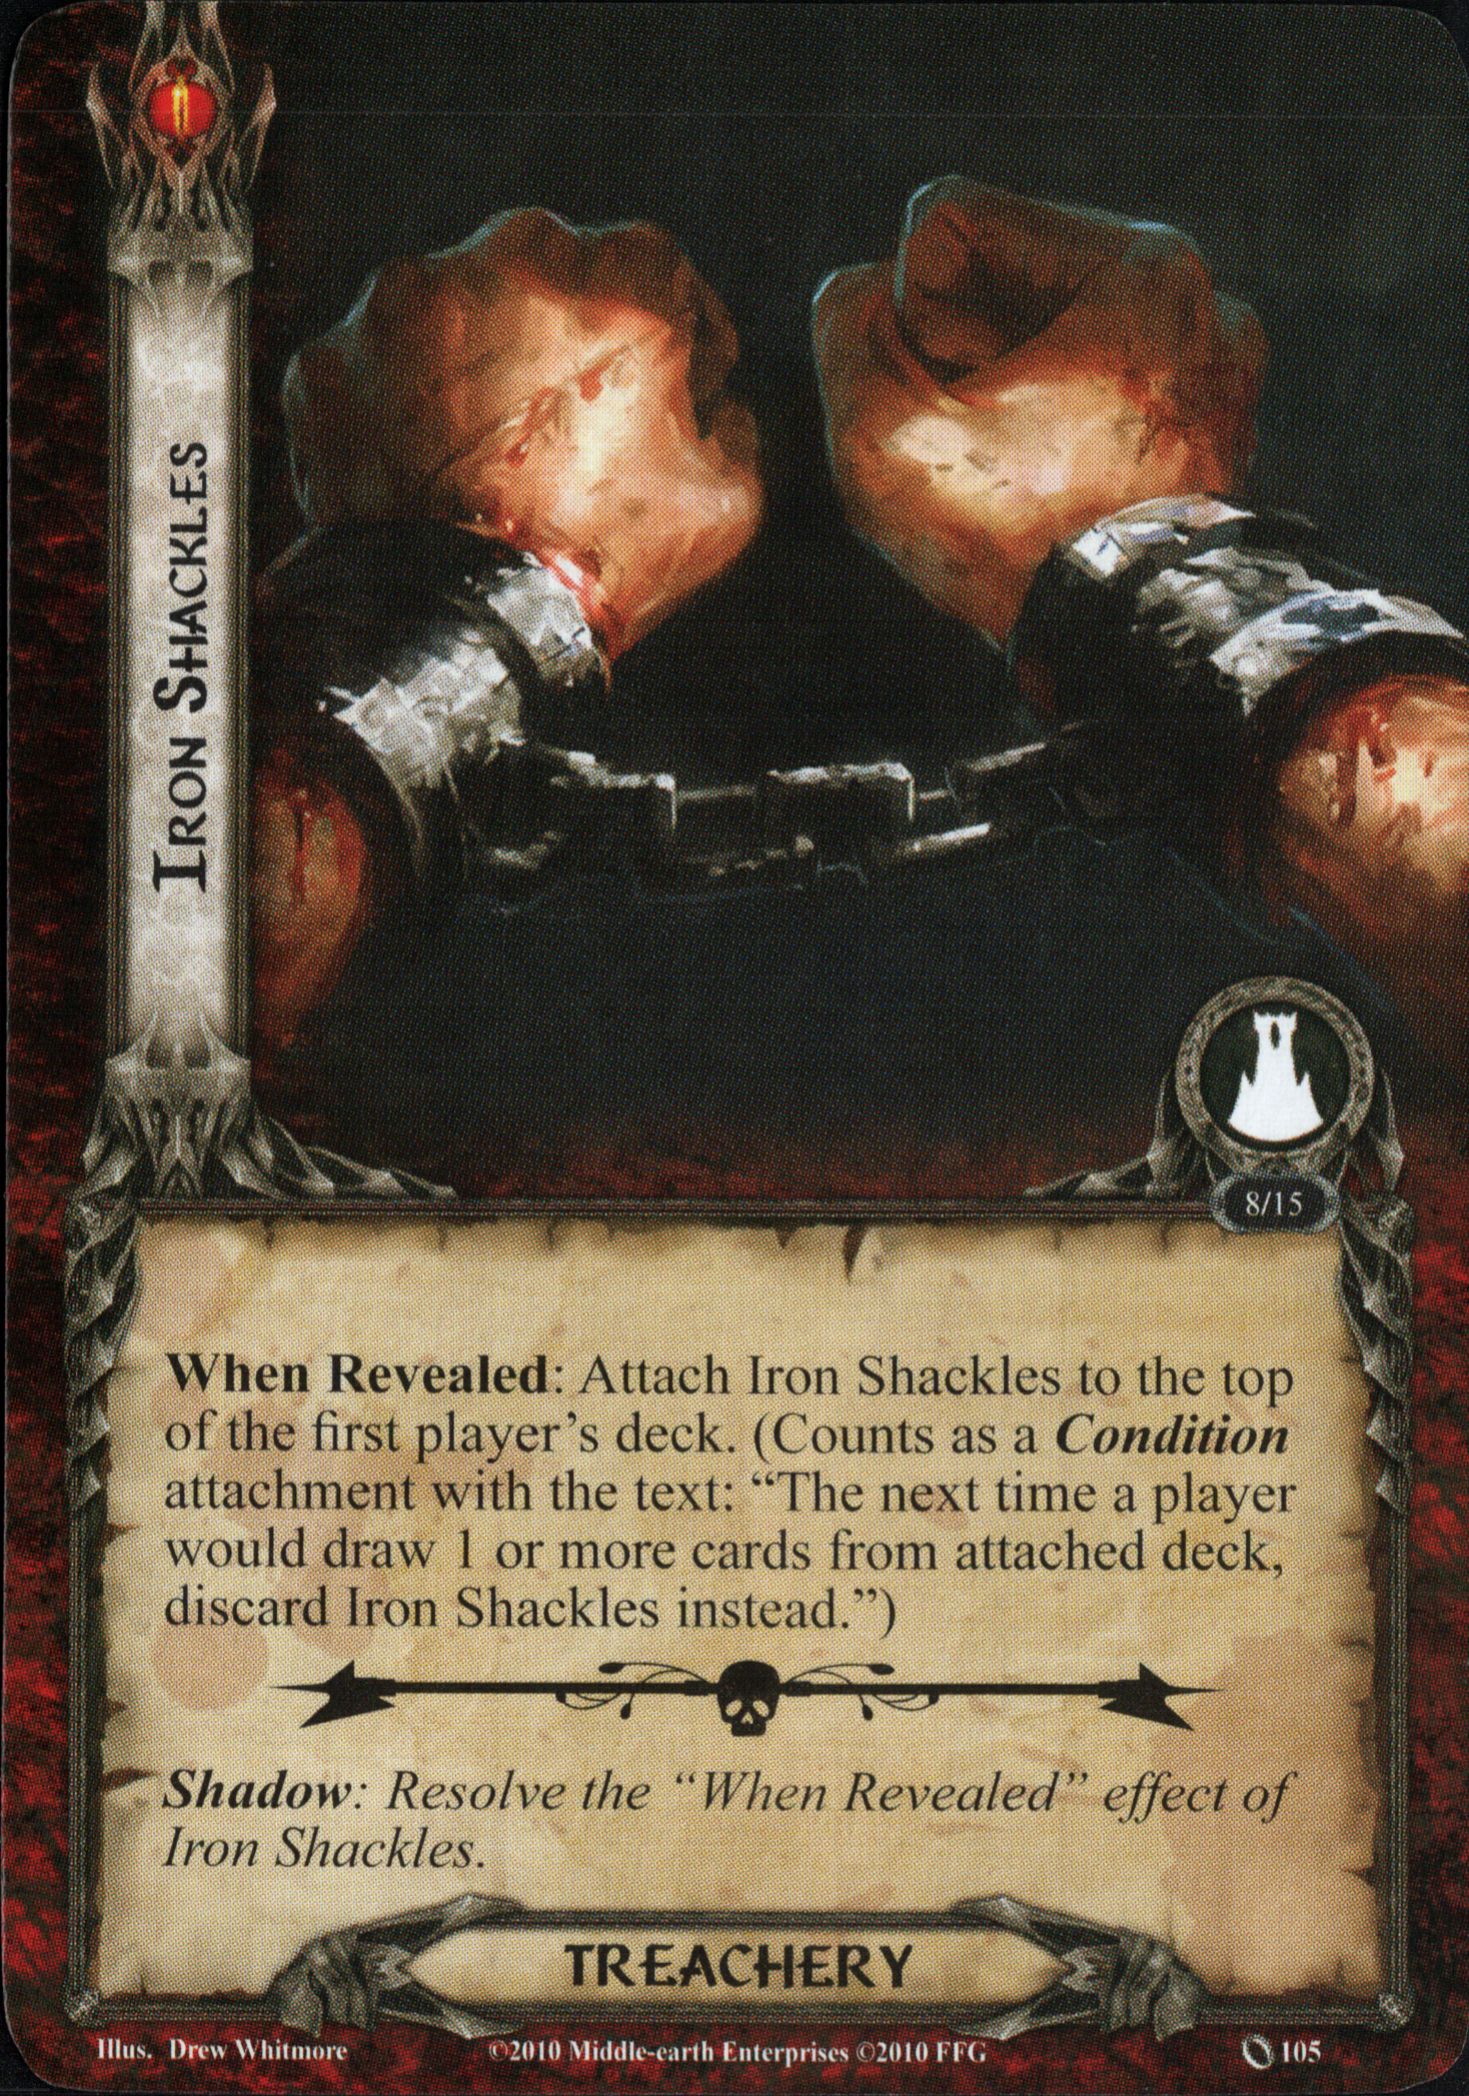 IRON SHACKLES
8/15
When Revealed: Attach Iron Shackles to the top
of the first player’s deck. (Counts as a Condition
attachment with the text: “The next time a player
would draw 1 or more cards from attached deck,
discard Iron Shackles instead.”)
Shadow: Resolve the “When Revealed” effect of
Iron Shackles.
TREACHERY
Illus. Drew Whitmore
©2010 Middle-earth Enterprises ©2010 FFG
105